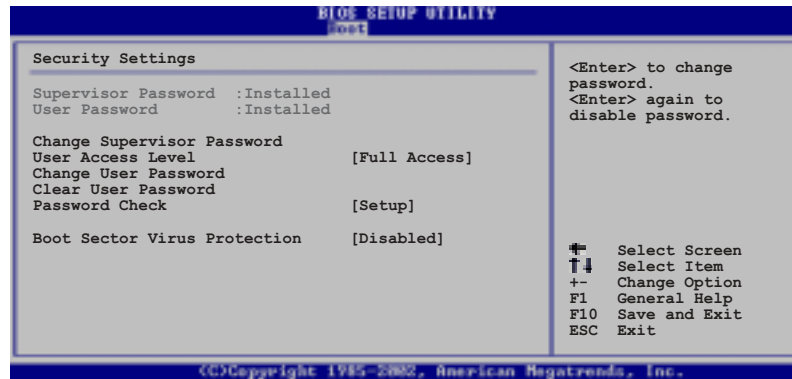 BIOS SETUP UTILITY
Boot
Security Settings
Supervisor Password :Installed
User Password :Installed
Change Supervisor Password
User Access Level [Full Access]
Change User Password
Clear User Password
Password Check [Setup]
Boot Sector Virus Protection [Disabled]
<Enter> to change
password.
<Enter> again to
disable password.
Select Screen
↑↓ Select Item
+- Change Option
F1 General Help
F10 Save and Exit
ESC Exit
(C)Copyright 1985-2002, American Megatrends, Inc.